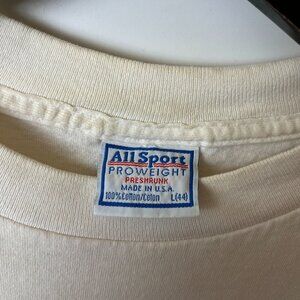 All Sport
PROWEIGHT
PRESHRUNK
MADE IN U.S.A.
100% Cotton/Coton L(44)